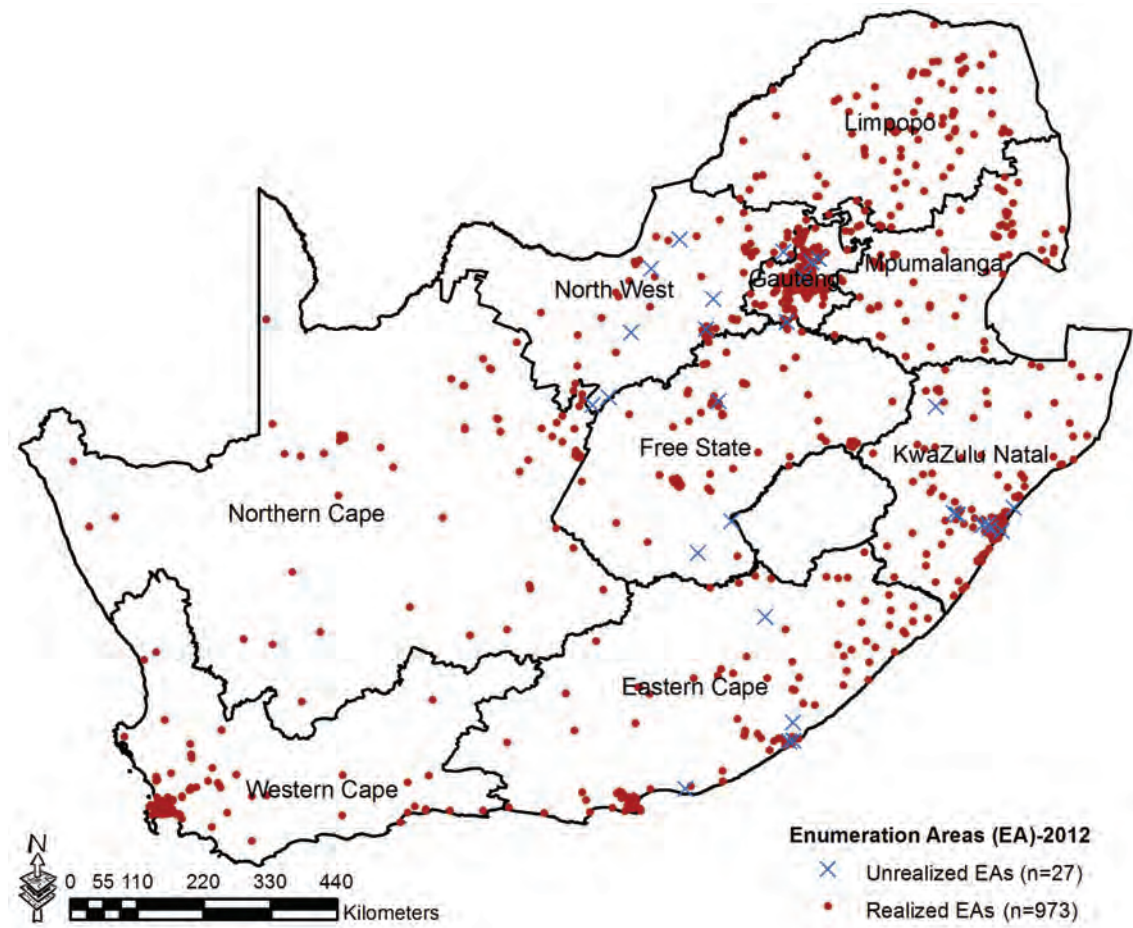 Limpopo
Mpumalanga
Gauteng
North West
Free State
KwaZulu Natal
Northern Cape
Eastern Cape
Western Cape
Enumeration Areas (EA)-2012
Unrealized EAs (n=27)
Realized EAs (n=973)
N
0 55 110 220 330 440
Kilometers